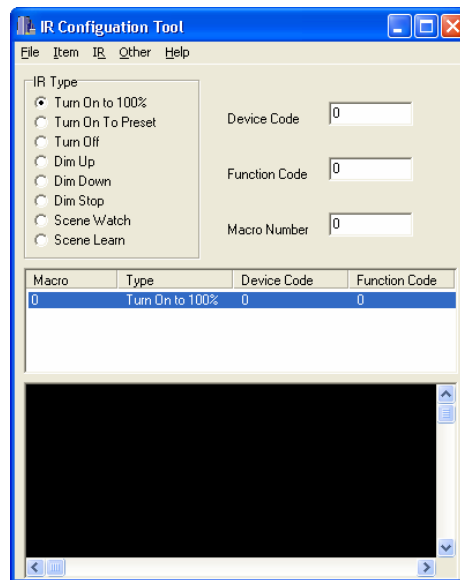 IR Configuation Tool
File Item IR Other Help
IR Type
Turn On to 100%
Turn On To Preset
Turn Off
Dim Up
Dim Down
Dim Stop
Scene Watch
Scene Learn
Device Code 0
Function Code 0
Macro Number 0
Macro Type Device Code Function Code
0 Turn On to 100% 0 0